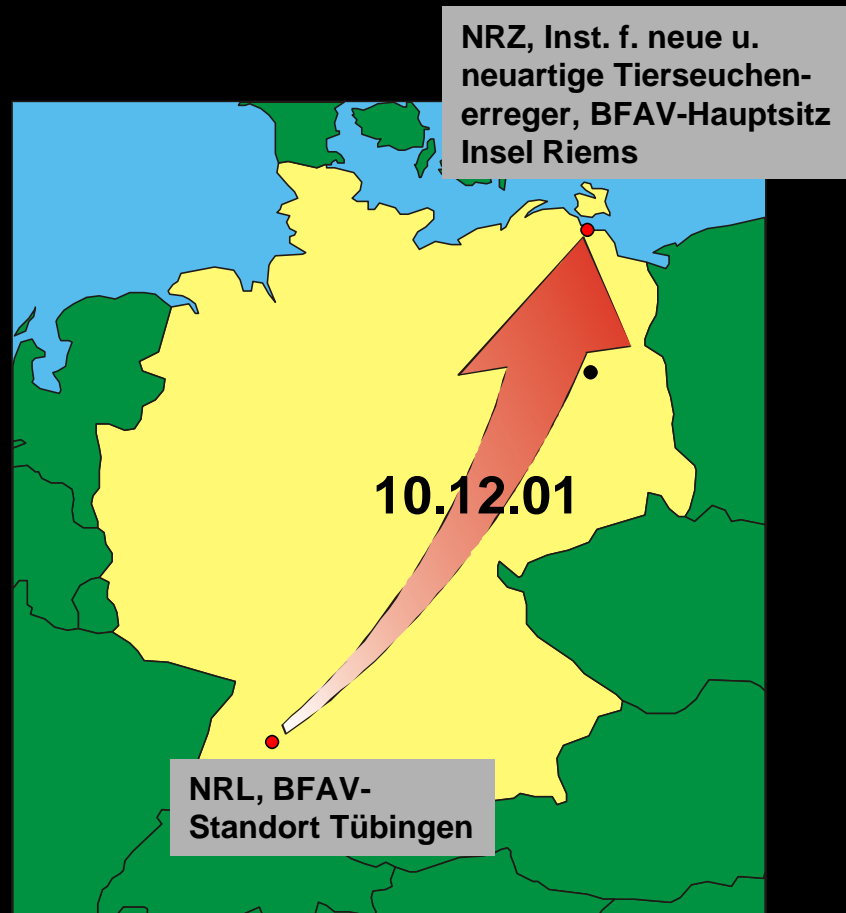 NRZ, Inst. f. neue u.
neuartige Tierseuchen-
erreger, BFAV-Hauptsitz
Insel Riems
10.12.01
NRL, BFAV-
Standort Tübingen